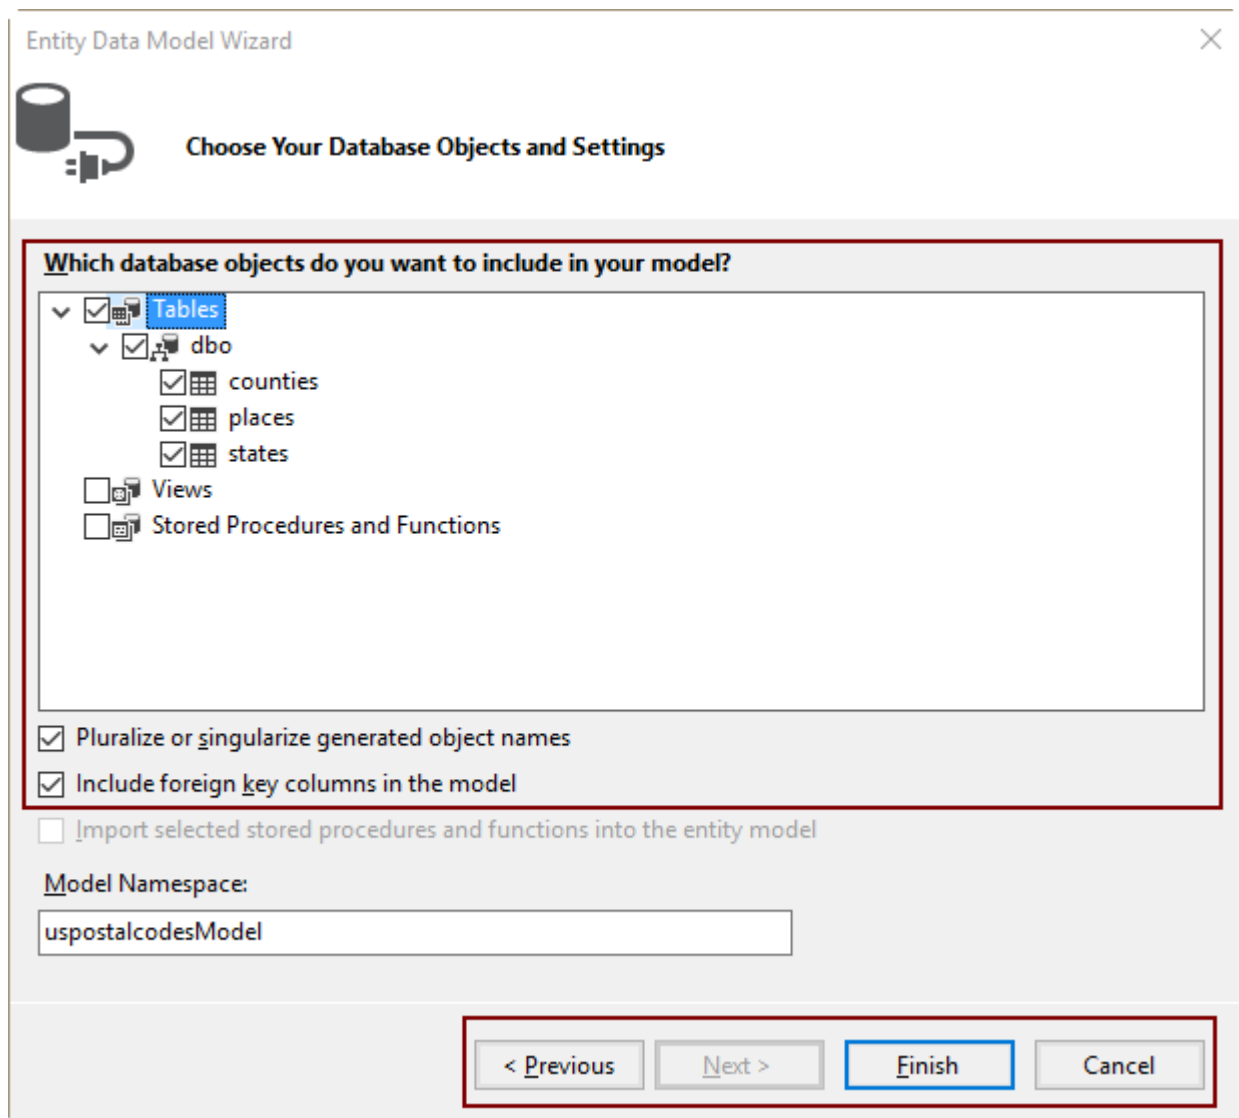 Entity Data Model Wizard
Choose Your Database Objects and Settings
Which database objects do you want to include in your model?
Tables
dbo
counties
places
states
Views
Stored Procedures and Functions
Pluralize or singularize generated object names
Include foreign key columns in the model
Import selected stored procedures and functions into the entity model
Model Namespace:
uspostalcodesModel
< Previous Next > Finish Cancel